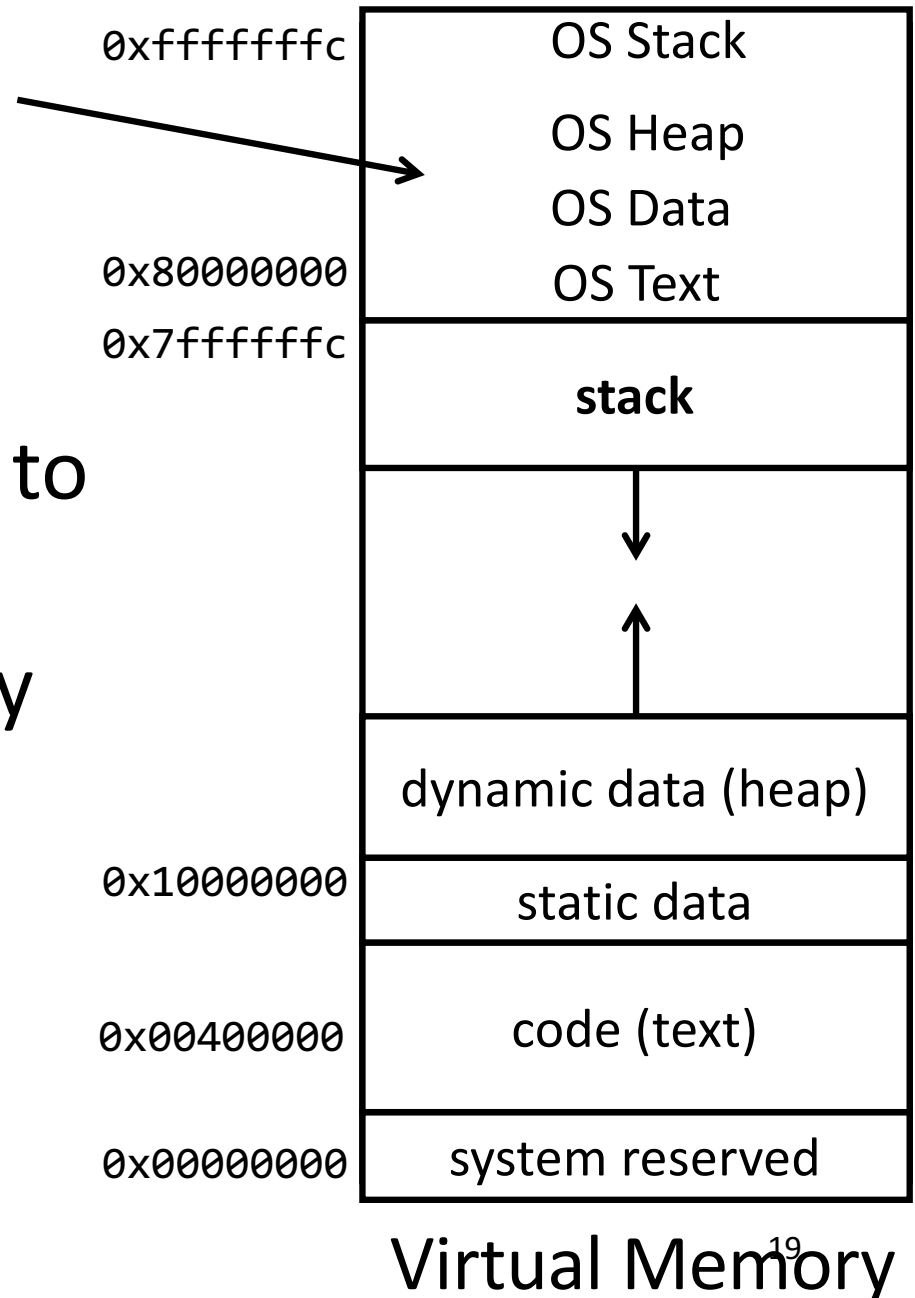 0xfffffffc OS Stack
OS Heap
OS Data
0x80000000 OS Text
0x7ffffffc
stack
to
y
dynamic data (heap)
0x10000000 static data
0x00400000 code (text)
0x00000000 system reserved
Virtual Memory
19